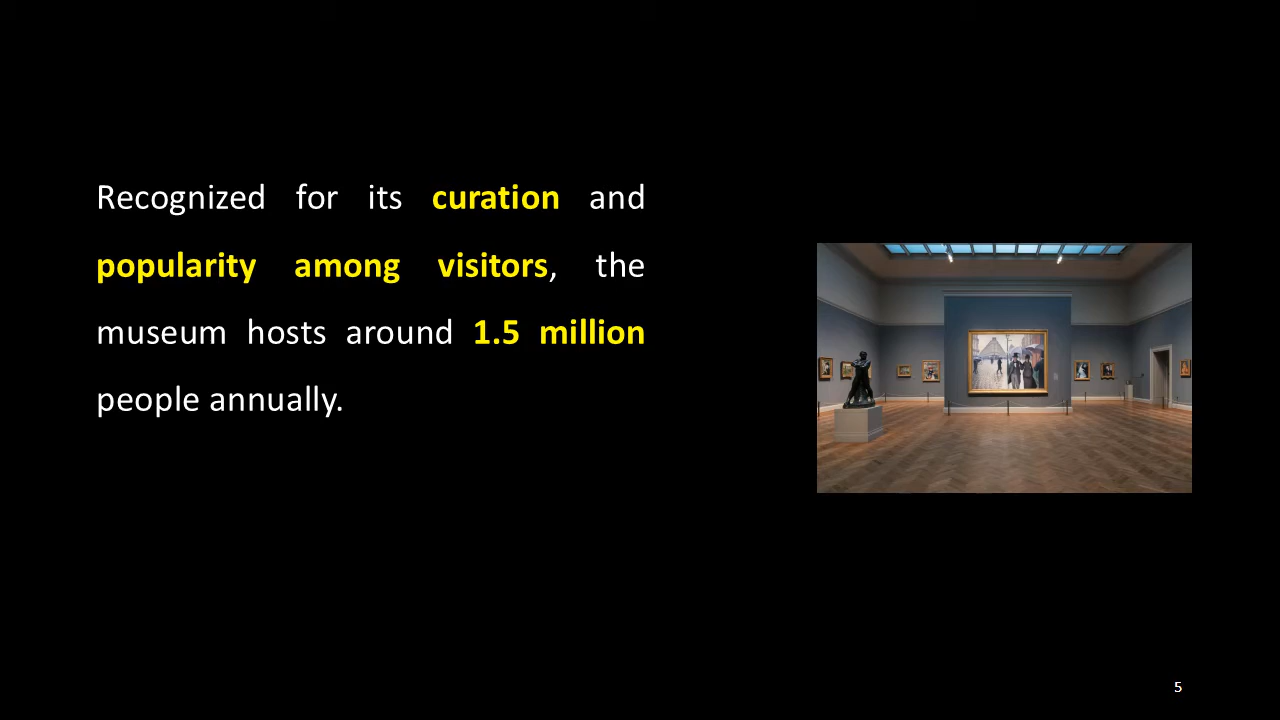 Recognized for its curation and
popularity among visitors, the
museum hosts around 1.5 million
people annually.
5